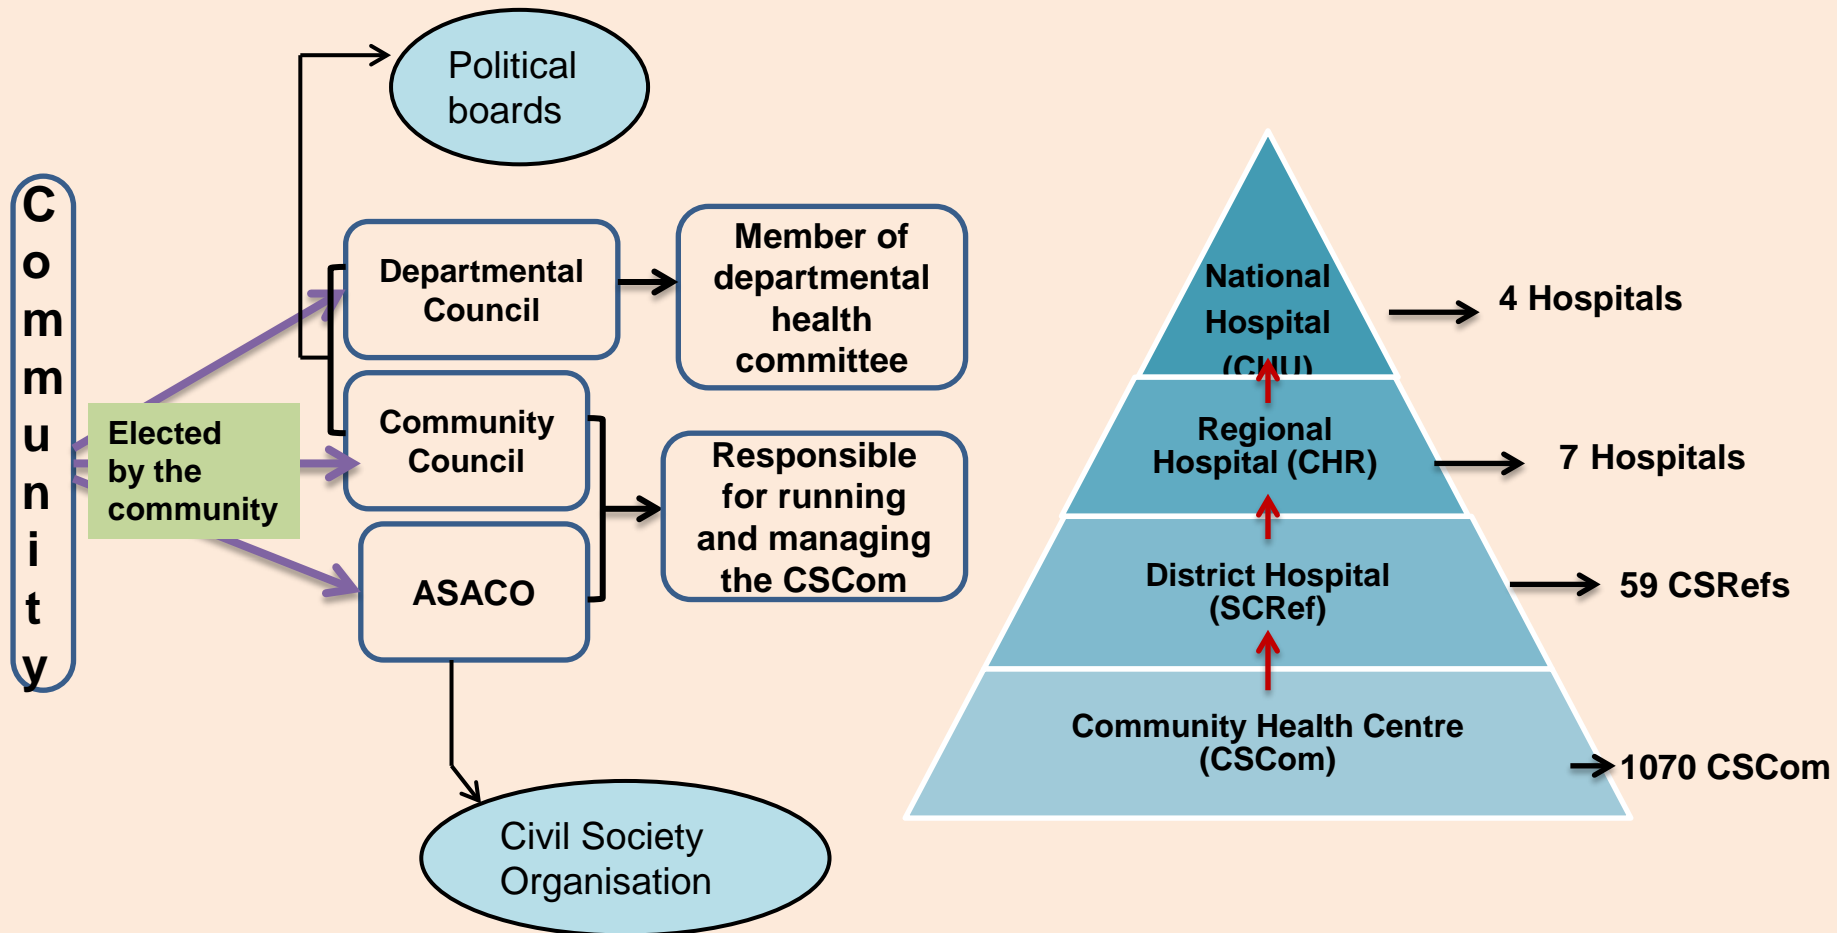 Political
boards
Community
Elected
by the
community
Departmental
Council
Member of
departmental
health
committee
Community
Council
Responsible
for running
and managing
the CSCom
ASACO
Civil Society
Organisation
National
Hospital
(CHU)
4 Hospitals
Regional
Hospital (CHR)
7 Hospitals
District Hospital
(SCRef)
59 CSRefs
Community Health Centre
(CSCom)
1070 CSCom